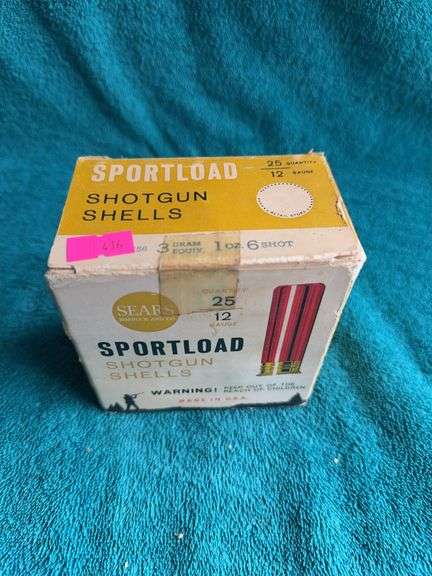 SPORTLOAD
25 QUANTITY
12 GAUGE
SHOTGUN
SHELLS
416
3 DRAM EQUIV. 1 OZ. 6 SHOT
SEARS
QUANTITY
25
12
GAUGE
SPORTLOAD
SHOTGUN
SHELLS
WARNING! KEEP OUT OF THE
REACH OF CHILDREN
MADE IN U.S.A.